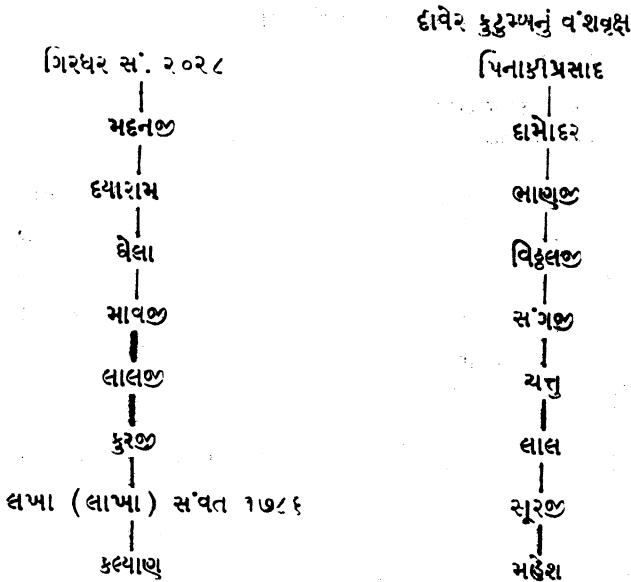 દાવેર કુટુમ્બનું વંશવૃક્ષ
ગિરધર સં. ૨૦૨૮
મદનજી
દયારામ
ઘેલા
માવજી
લાલજી
કુરજી
લખા (લાખા) સંવત ૧૭૮૬
કલ્યાણ
પિનાકીપ્રસાદ
દામોદર
ભાણજી
વિઠ્ઠલજી
સંગજી
ચત્તુ
લાલ
સૂરજી
મહેશ